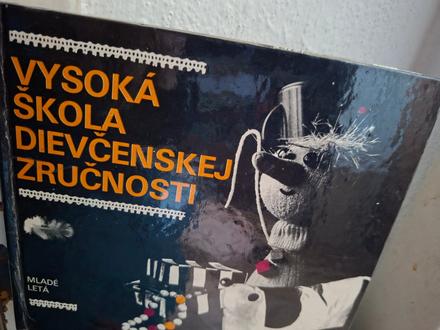 VYSOKÁ
ŠKOLA
DIEVČENSKEJ
ZRUČNOSTI
MLADÉ
LETÁ